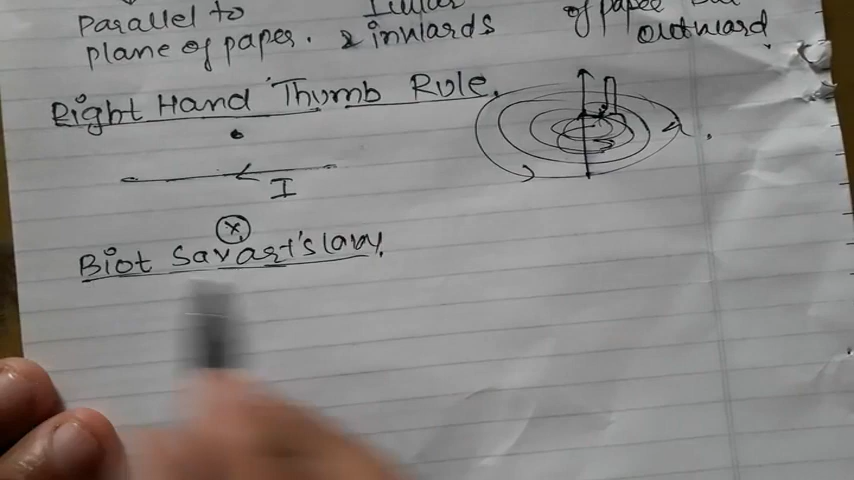 Parallel to
plane of paper. & inwards of paper
outward
Right Hand Thumb Rule.
I
x
Biot Savart's law.